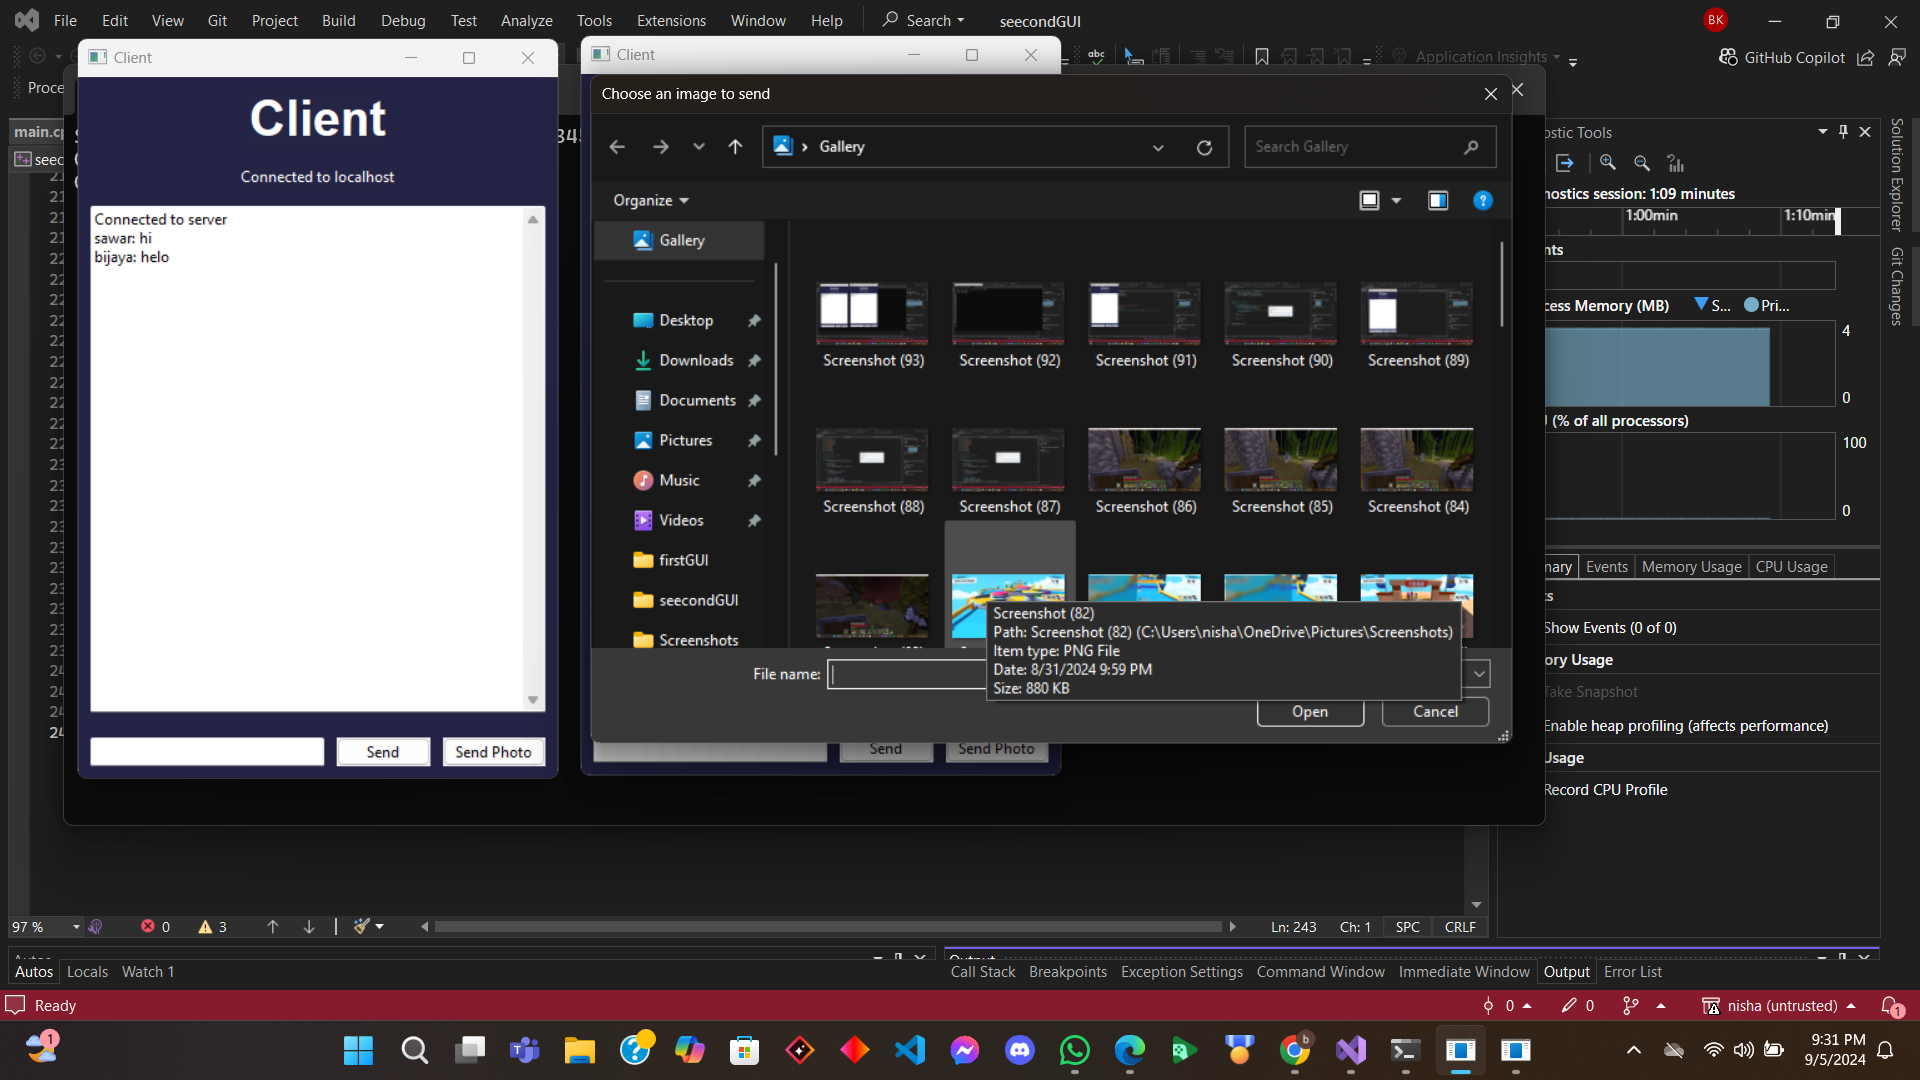 File Edit View Git Project Build Debug Test Analyze Tools Extensions Window Help Search seecondGUI BK
Application Insights GitHub Copilot
Client
Client
Choose an image to send
Client
Connected to localhost
Connected to server
sawar: hi
bijaya: helo
Send Send Photo
Gallery Search Gallery
Organize
Gallery
Desktop
Downloads
Documents
Pictures
Music
Videos
firstGUI
seecondGUI
Screenshots
Screenshot (93) Screenshot (92) Screenshot (91) Screenshot (90) Screenshot (89)
Screenshot (88) Screenshot (87) Screenshot (86) Screenshot (85) Screenshot (84)
Screenshot (82)
Path: Screenshot (82) (C:\Users\nisha\OneDrive\Pictures\Screenshots)
Item type: PNG File
Date: 8/31/2024 9:59 PM
Size: 880 KB
File name:
Open Cancel
Send Send Photo
ostic Tools
nostics session: 1:09 minutes
1:00min 1:10min
nts
cess Memory (MB) S... Pri...
4
0
(% of all processors)
100
0
mary Events Memory Usage CPU Usage
ts
Show Events (0 of 0)
ory Usage
Take Snapshot
Enable heap profiling (affects performance)
Usage
Record CPU Profile
Solution Explorer
Git Changes
main.cp
Proce
seec
97 % 0 3 Ln: 243 Ch: 1 SPC CRLF
Output
Autos Locals Watch 1 Call Stack Breakpoints Exception Settings Command Window Immediate Window Output Error List
Ready 0 0 nisha (untrusted) 1
1
9:31 PM
9/5/2024